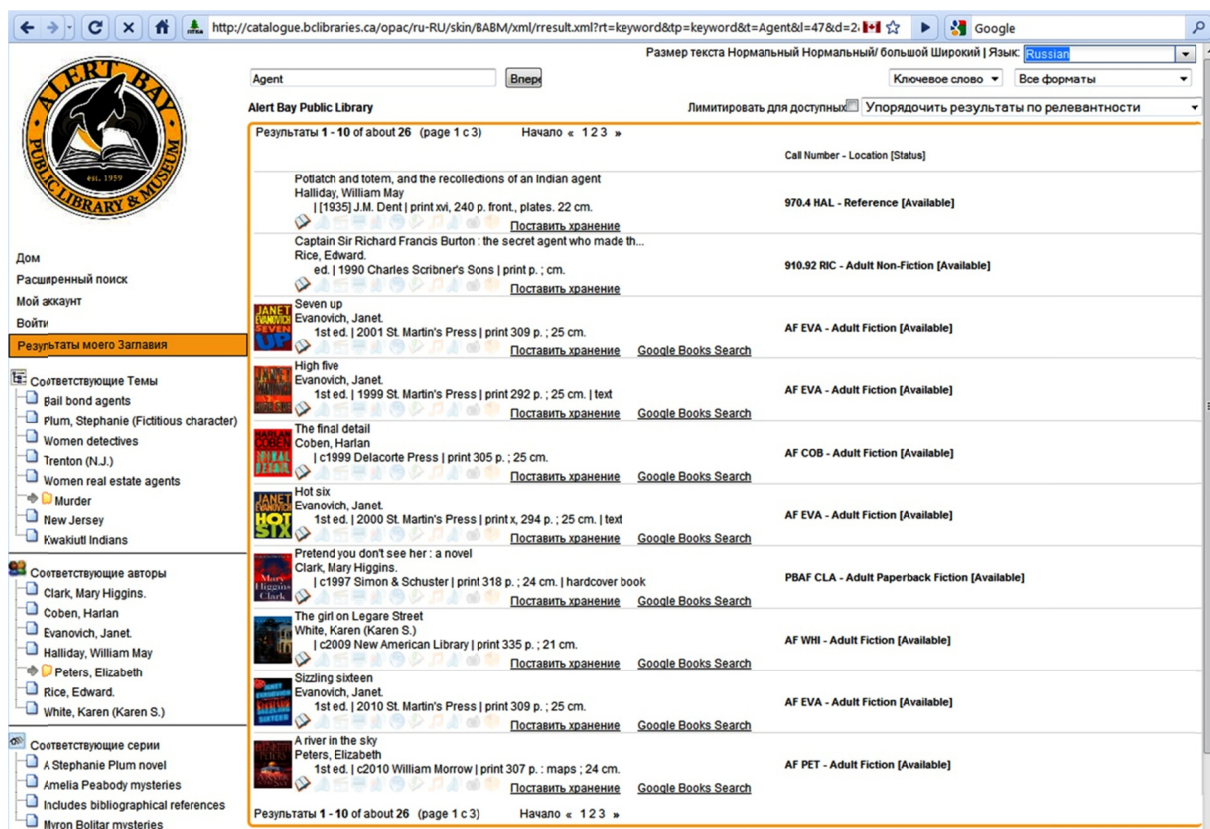 http://catalogue.bclibraries.ca/opac/ru-RU/skin/BABM/xml/rresult.xml?rt=keyword&tp=keyword&t=Agent&l=47&d=2
Google
Размер текста Нормальный Нормальный/ большой Широкий | Язык: Russian
ALERT BAY
PUBLIC LIBRARY & MUSEUM
est. 1959
Agent
Впере
Ключевое слово
Все форматы
Alert Bay Public Library
Лимитировать для доступных
Упорядочить результаты по релевантности
Дом
Расширенный поиск
Мой аккаунт
Войти
Результаты моего Заглавия
Соответствующие Темы
Bail bond agents
Plum, Stephanie (Fictitious character)
Women detectives
Trenton (N.J.)
Women real estate agents
Murder
New Jersey
Kwakiutl Indians
Соответствующие авторы
Clark, Mary Higgins.
Coben, Harlan
Evanovich, Janet.
Halliday, William May
Peters, Elizabeth
Rice, Edward.
White, Karen (Karen S.)
Соответствующие серии
A Stephanie Plum novel
Amelia Peabody mysteries
Includes bibliographical references
Myron Bolitar mysteries
Результаты 1 - 10 of about 26 (page 1 с 3) Начало « 1 2 3 »
Call Number – Location [Status]
Potlatch and totem, and the recollections of an Indian agent
Halliday, William May
| [1935] J.M. Dent | print xvi, 240 p. front., plates. 22 cm.
Поставить хранение
970.4 HAL - Reference [Available]
Captain Sir Richard Francis Burton : the secret agent who made th...
Rice, Edward.
ed. | 1990 Charles Scribner's Sons | print p. ; cm.
Поставить хранение
910.92 RIC - Adult Non-Fiction [Available]
JANET EVANOVICH SEVEN UP
Seven up
Evanovich, Janet.
1st ed. | 2001 St. Martin's Press | print 309 p. ; 25 cm.
Поставить хранение Google Books Search
AF EVA - Adult Fiction [Available]
High five
Evanovich, Janet.
1st ed. | 1999 St. Martin's Press | print 292 p. ; 25 cm. | text
Поставить хранение Google Books Search
AF EVA - Adult Fiction [Available]
HARLAN COBEN
The final detail
Coben, Harlan
| c1999 Delacorte Press | print 305 p. ; 25 cm.
Поставить хранение Google Books Search
AF COB - Adult Fiction [Available]
JANET EVANOVICH HOT SIX
Hot six
Evanovich, Janet.
1st ed. | 2000 St. Martin's Press | print x, 294 p. ; 25 cm. | text
Поставить хранение Google Books Search
AF EVA - Adult Fiction [Available]
Mary Higgins Clark
Pretend you don't see her : a novel
Clark, Mary Higgins.
| c1997 Simon & Schuster | print 318 p. ; 24 cm. | hardcover book
Поставить хранение Google Books Search
PBAF CLA - Adult Paperback Fiction [Available]
The girl on Legare Street
White, Karen (Karen S.)
| c2009 New American Library | print 335 p. ; 21 cm.
Поставить хранение Google Books Search
AF WHI - Adult Fiction [Available]
Sizzling sixteen
Evanovich, Janet.
1st ed. | 2010 St. Martin's Press | print 309 p. ; 25 cm.
Поставить хранение Google Books Search
AF EVA - Adult Fiction [Available]
A river in the sky
Peters, Elizabeth
1st ed. | c2010 William Morrow | print 307 p. : maps ; 24 cm.
Поставить хранение Google Books Search
AF PET - Adult Fiction [Available]
Результаты 1 - 10 of about 26 (page 1 с 3) Начало « 1 2 3 »